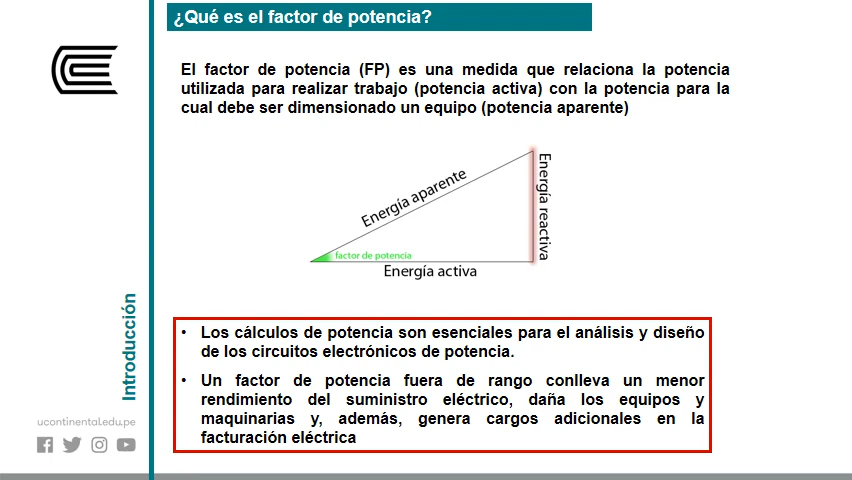 ¿Qué es el factor de potencia?
El factor de potencia (FP) es una medida que relaciona la potencia
utilizada para realizar trabajo (potencia activa) con la potencia para la
cual debe ser dimensionado un equipo (potencia aparente)
Energía aparente
Energía reactiva
factor de potencia
Energía activa
• Los cálculos de potencia son esenciales para el análisis y diseño
de los circuitos electrónicos de potencia.
• Un factor de potencia fuera de rango conlleva un menor
rendimiento del suministro eléctrico, daña los equipos y
maquinarias y, además, genera cargos adicionales en la
facturación eléctrica
Introducción
ucontinental.edu.pe